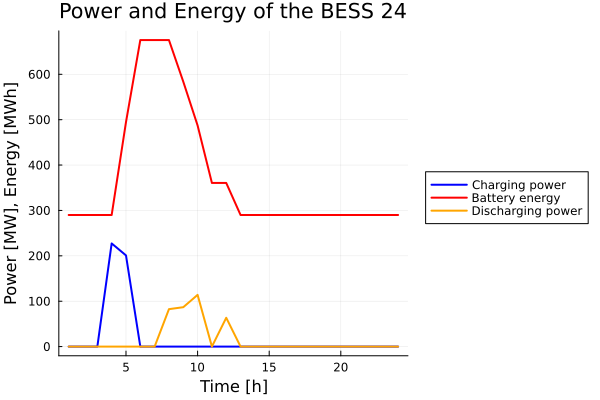 Power and Energy of the BESS 24
Power [MW], Energy [MWh]
600
500
400
300
200
100
0
5 10 15 20
Time [h]
Charging power
Battery energy
Discharging power